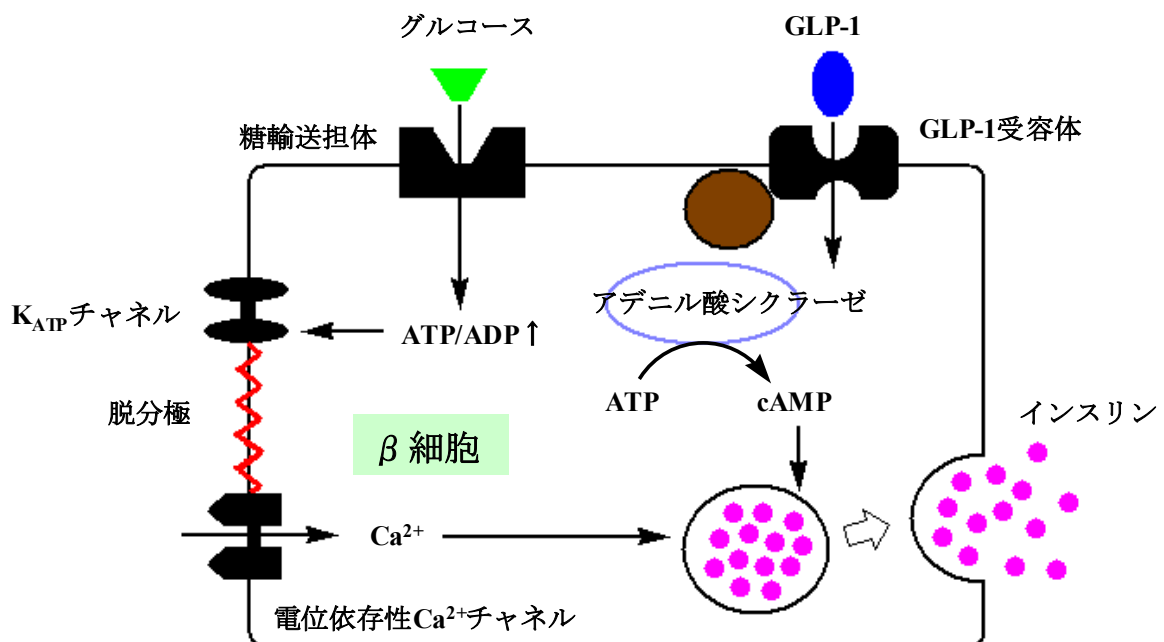 グルコース
GLP-1
糖輸送担体
GLP-1受容体
アデニル酸シクラーゼ
KATPチャネル
ATP/ADP↑
ATP
cAMP
脱分極
インスリン
β細胞
Ca²⁺
電位依存性Ca²⁺チャネル